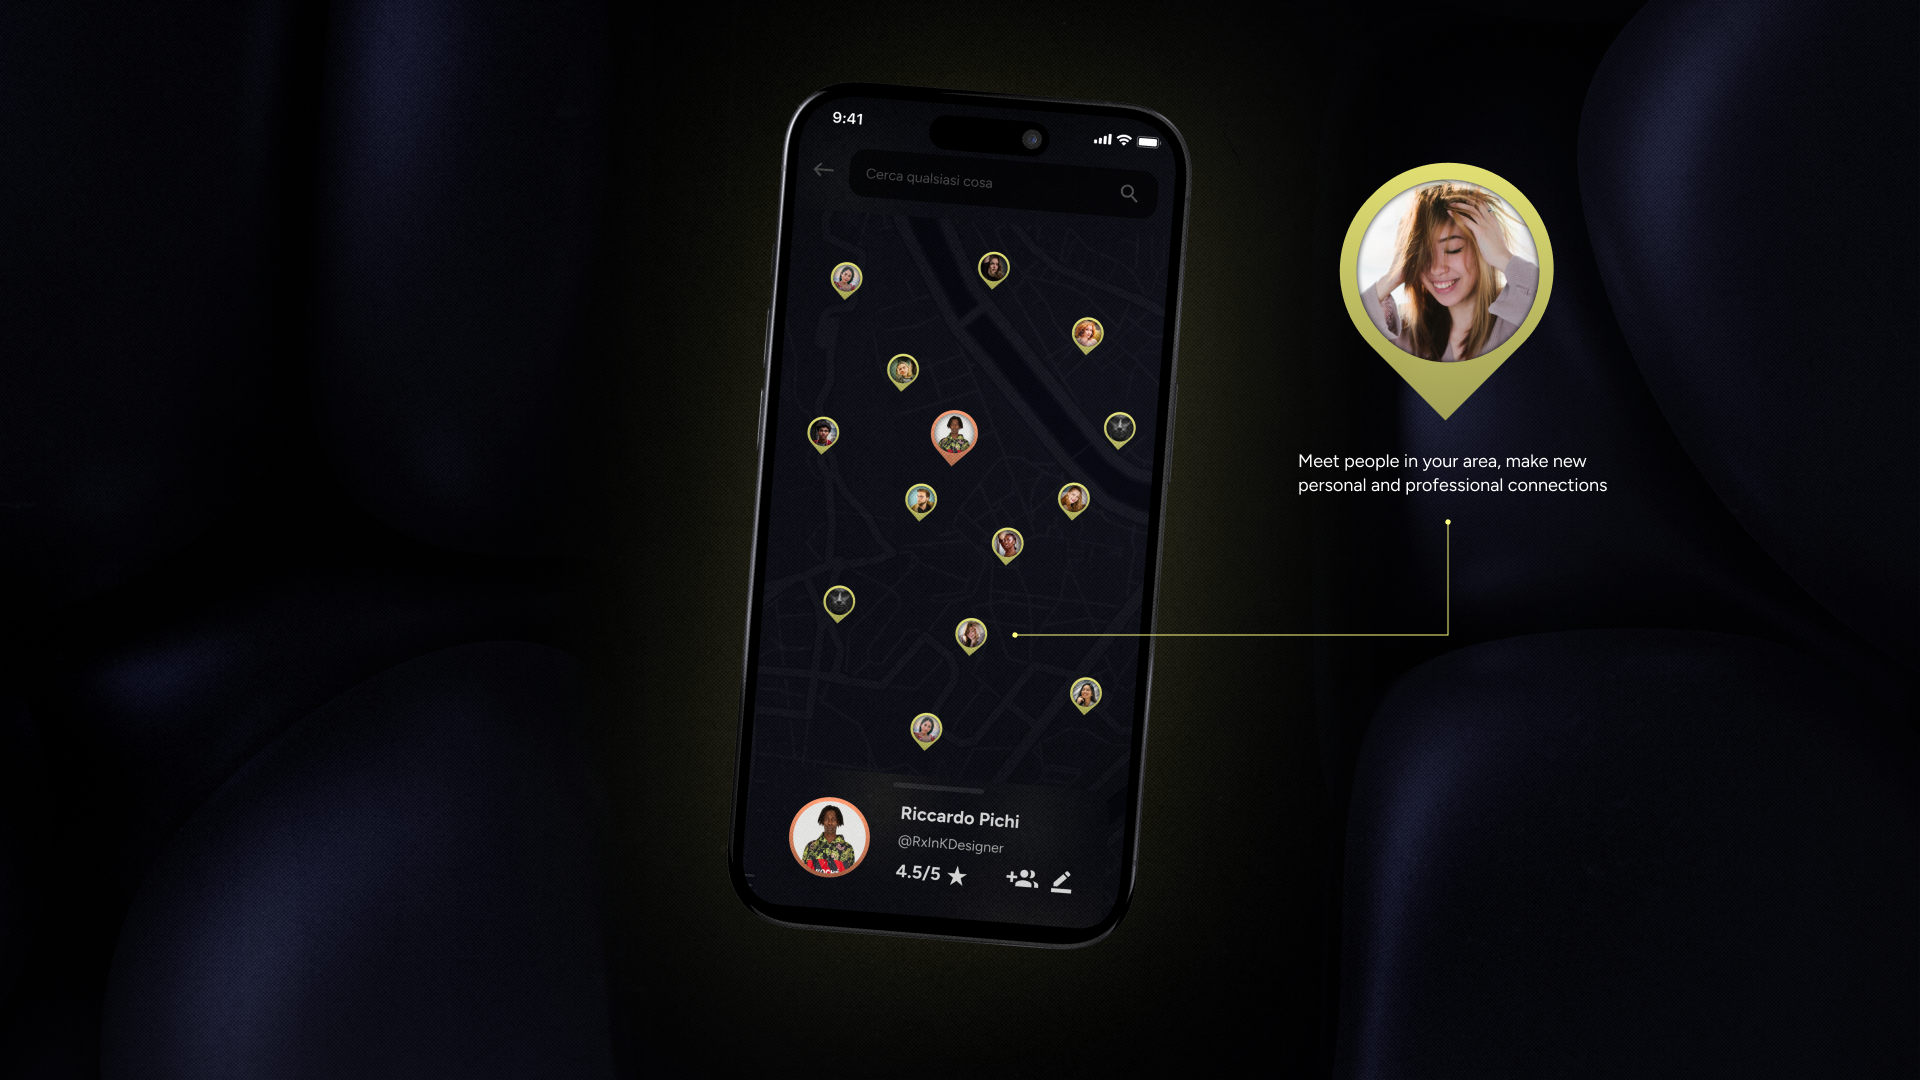 9:41
Cerca qualsiasi cosa
Meet people in your area, make new
personal and professional connections
Riccardo Pichi
@RxInKDesigner
4.5/5